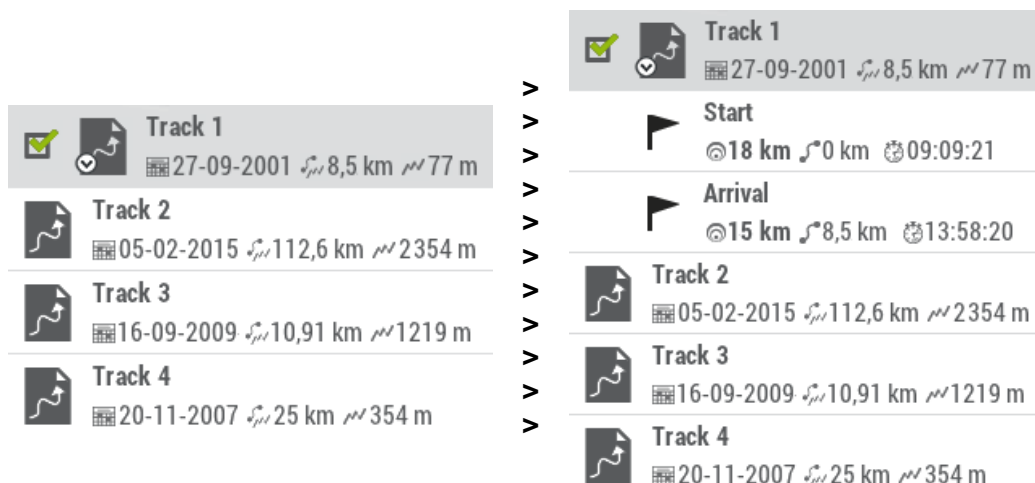 Track 1
27-09-2001 8,5 km 77 m
Track 2
05-02-2015 112,6 km 2354 m
Track 3
16-09-2009 10,91 km 1219 m
Track 4
20-11-2007 25 km 354 m
>
>
>
>
>
>
>
>
>
>
>
Track 1
27-09-2001 8,5 km 77 m
Start
18 km 0 km 09:09:21
Arrival
15 km 8,5 km 13:58:20
Track 2
05-02-2015 112,6 km 2354 m
Track 3
16-09-2009 10,91 km 1219 m
Track 4
20-11-2007 25 km 354 m